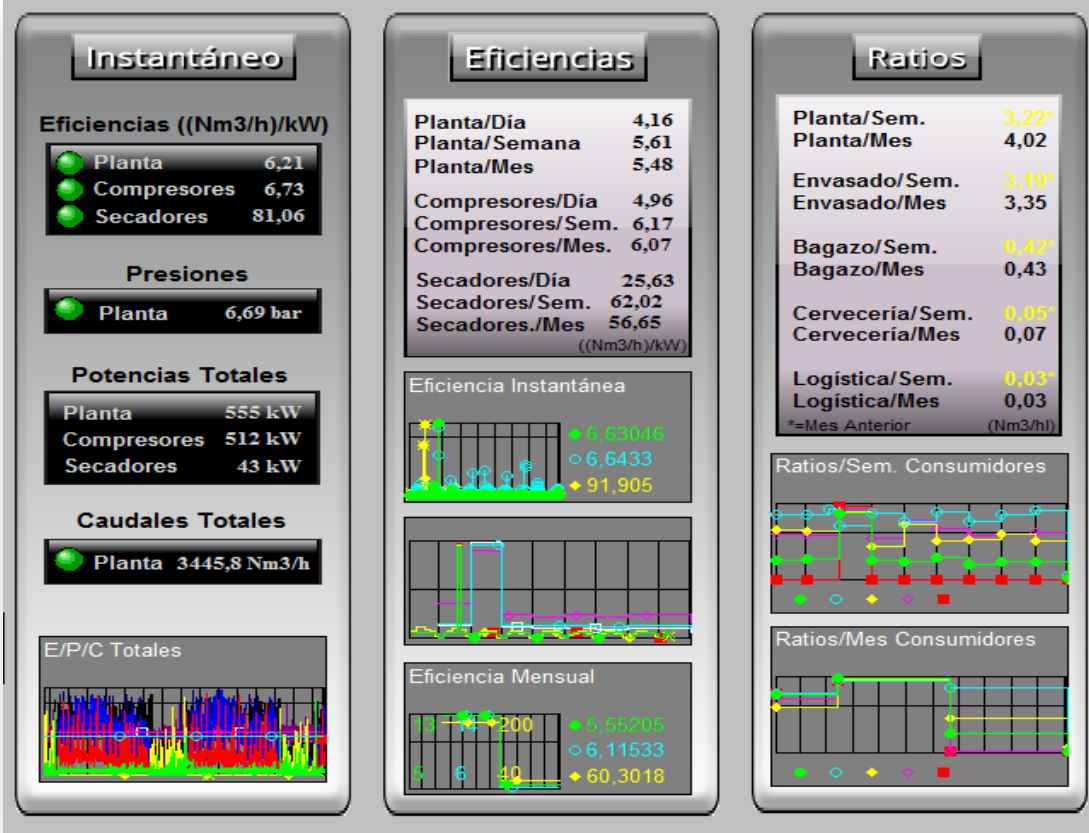 Instantáneo
Eficiencias ((Nm3/h)/kW)
Planta 6,21
Compresores 6,73
Secadores 81,06
Presiones
Planta 6,69 bar
Potencias Totales
Planta 555 kW
Compresores 512 kW
Secadores 43 kW
Caudales Totales
Planta 3445,8 Nm3/h
E/P/C Totales
Eficiencias
Planta/Día 4,16
Planta/Semana 5,61
Planta/Mes 5,48
Compresores/Día 4,96
Compresores/Sem. 6,17
Compresores/Mes. 6,07
Secadores/Día 25,63
Secadores/Sem. 62,02
Secadores./Mes 56,65
((Nm3/h)/kW)
Eficiencia Instantánea
6,63046
6,6433
91,905
Eficiencia Mensual
13 14 200 5,55205
6,11533
5 6 40 60,3018
Ratios
Planta/Sem. 3,22*
Planta/Mes 4,02
Envasado/Sem. 3,19*
Envasado/Mes 3,35
Bagazo/Sem. 0,42*
Bagazo/Mes 0,43
Cervecería/Sem. 0,05*
Cervecería/Mes 0,07
Logística/Sem. 0,03*
Logística/Mes 0,03
*=Mes Anterior (Nm3/hl)
Ratios/Sem. Consumidores
Ratios/Mes Consumidores